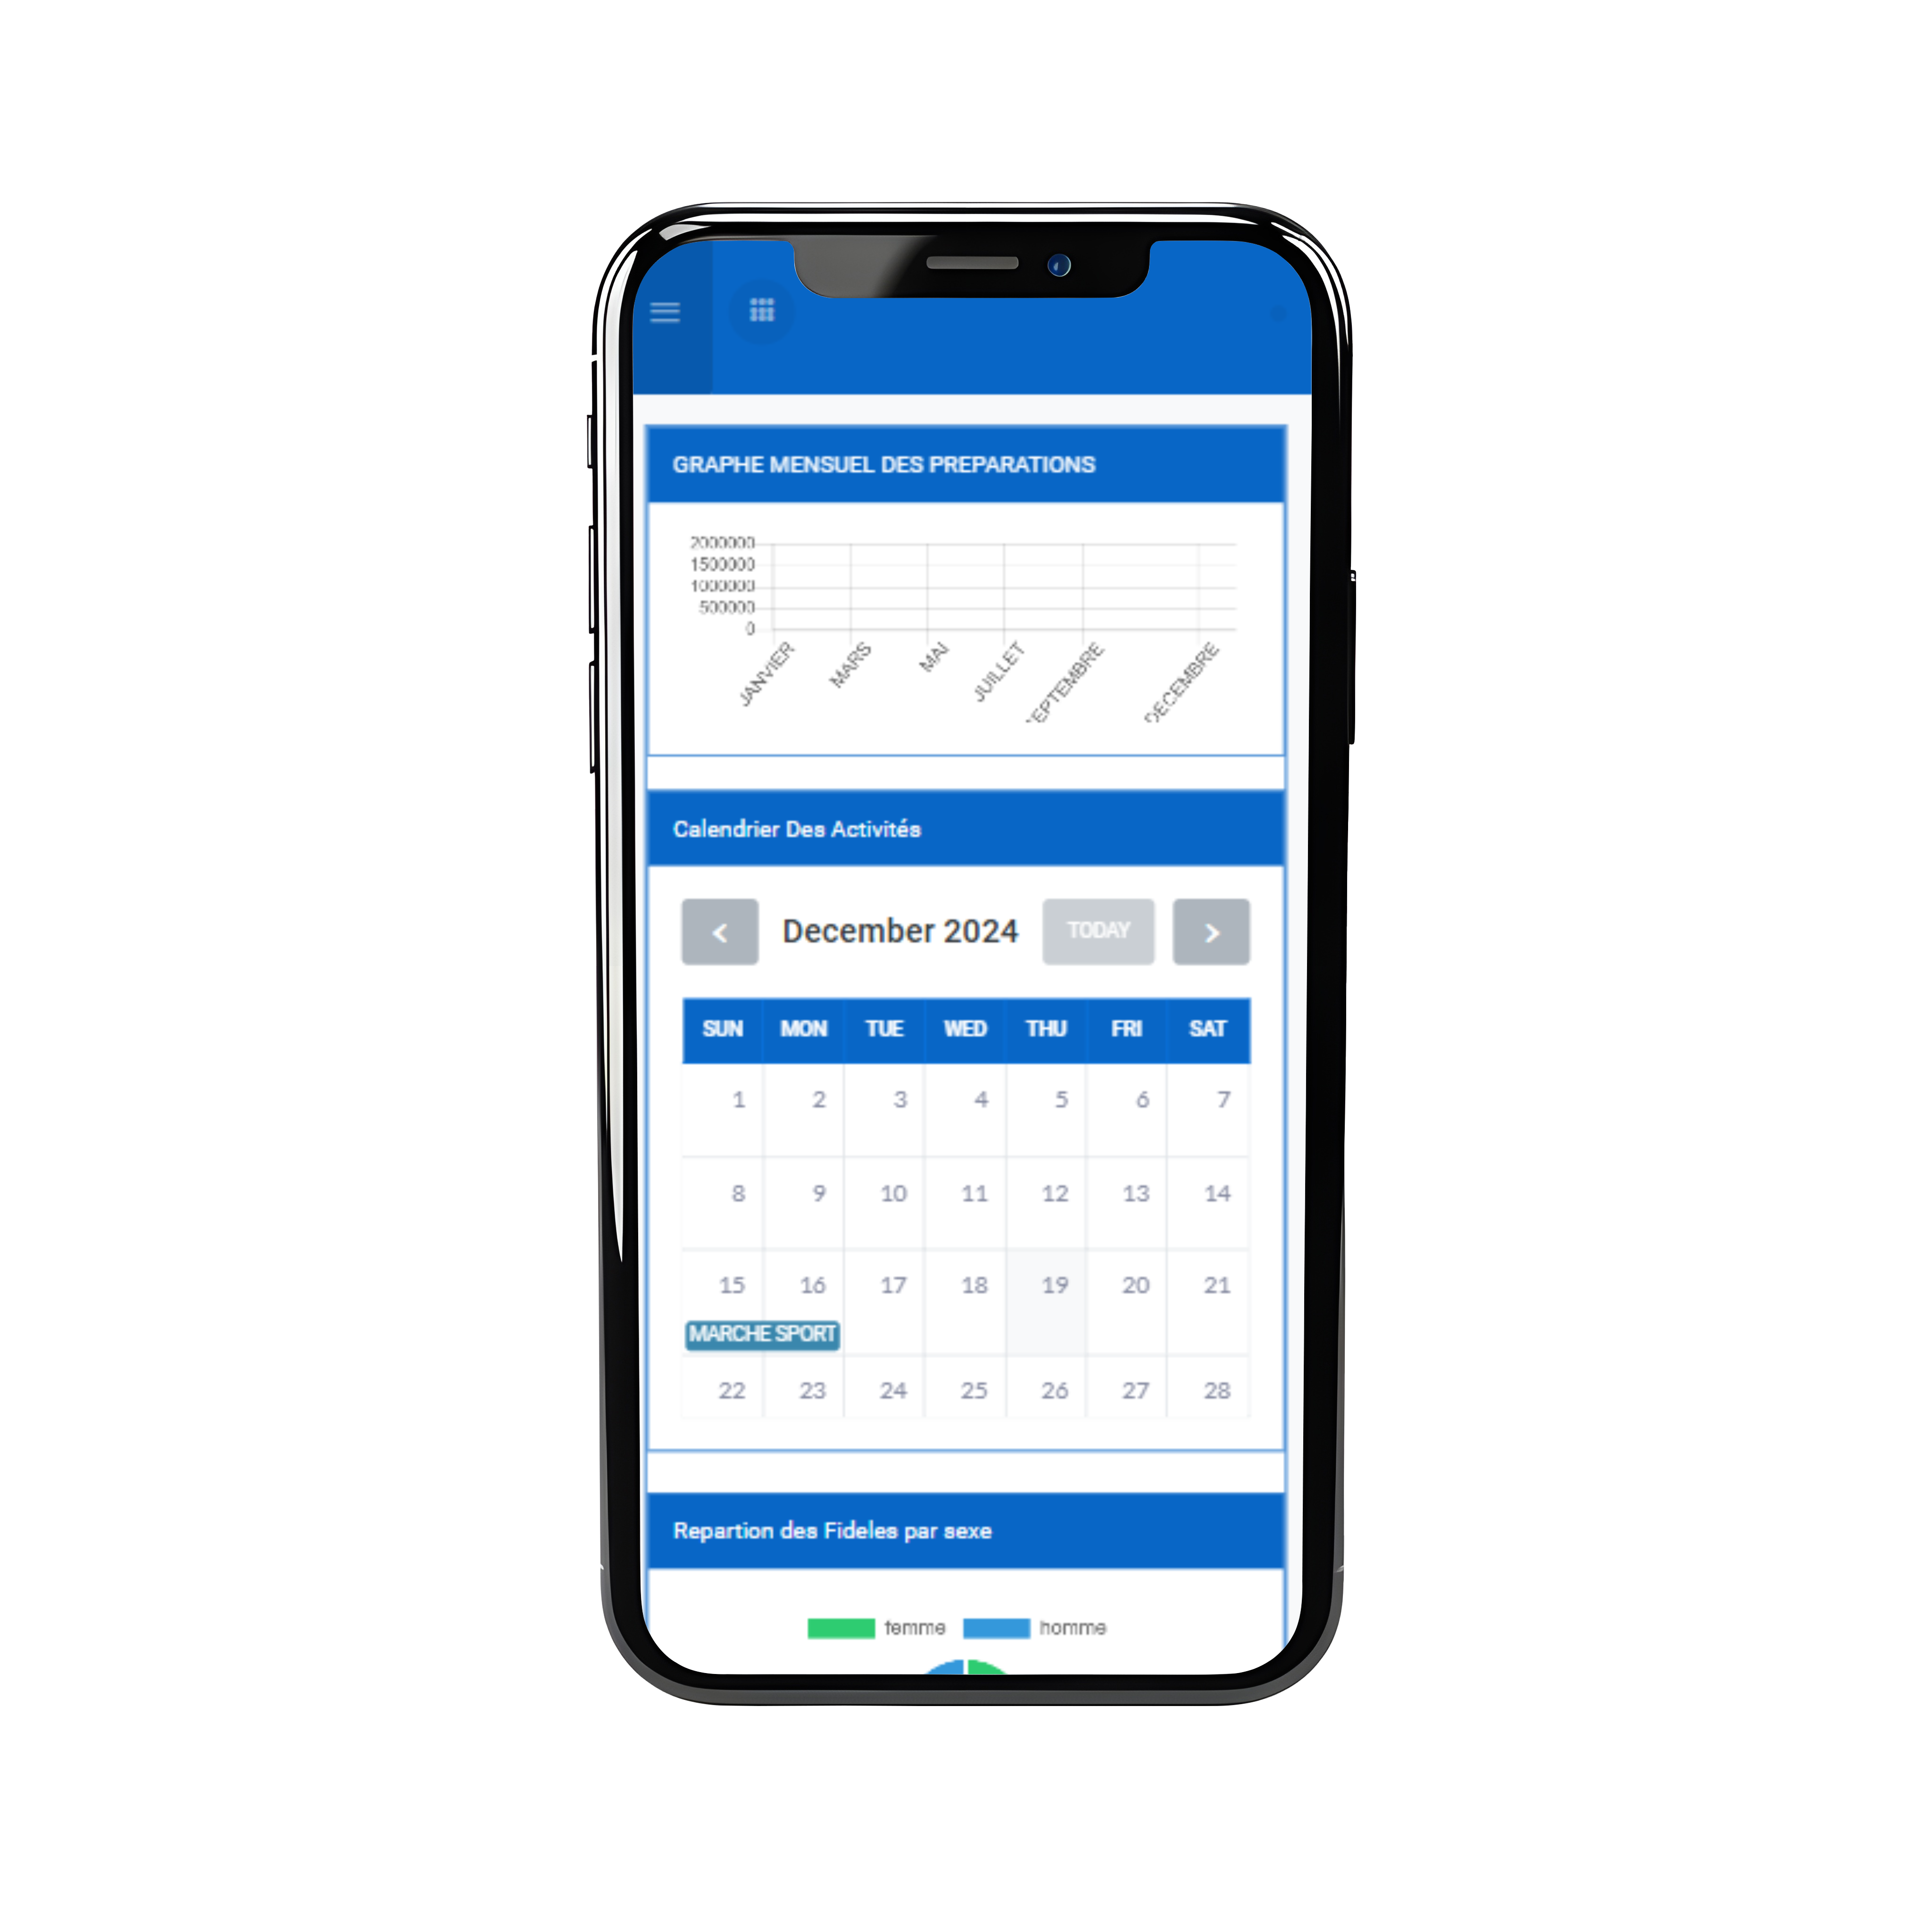 GRAPHE MENSUEL DES PREPARATIONS
2000000
1500000
1000000
500000
0
JANVIER MARS MAI JUILLET EPTEMBRE DECEMBRE
Calendrier Des Activités
< December 2024 TODAY >
SUN MON TUE WED THU FRI SAT
1 2 3 4 5 6 7
8 9 10 11 12 13 14
15 16 17 18 19 20 21
MARCHE SPORT
22 23 24 25 26 27 28
Repartion des Fideles par sexe
femme homme